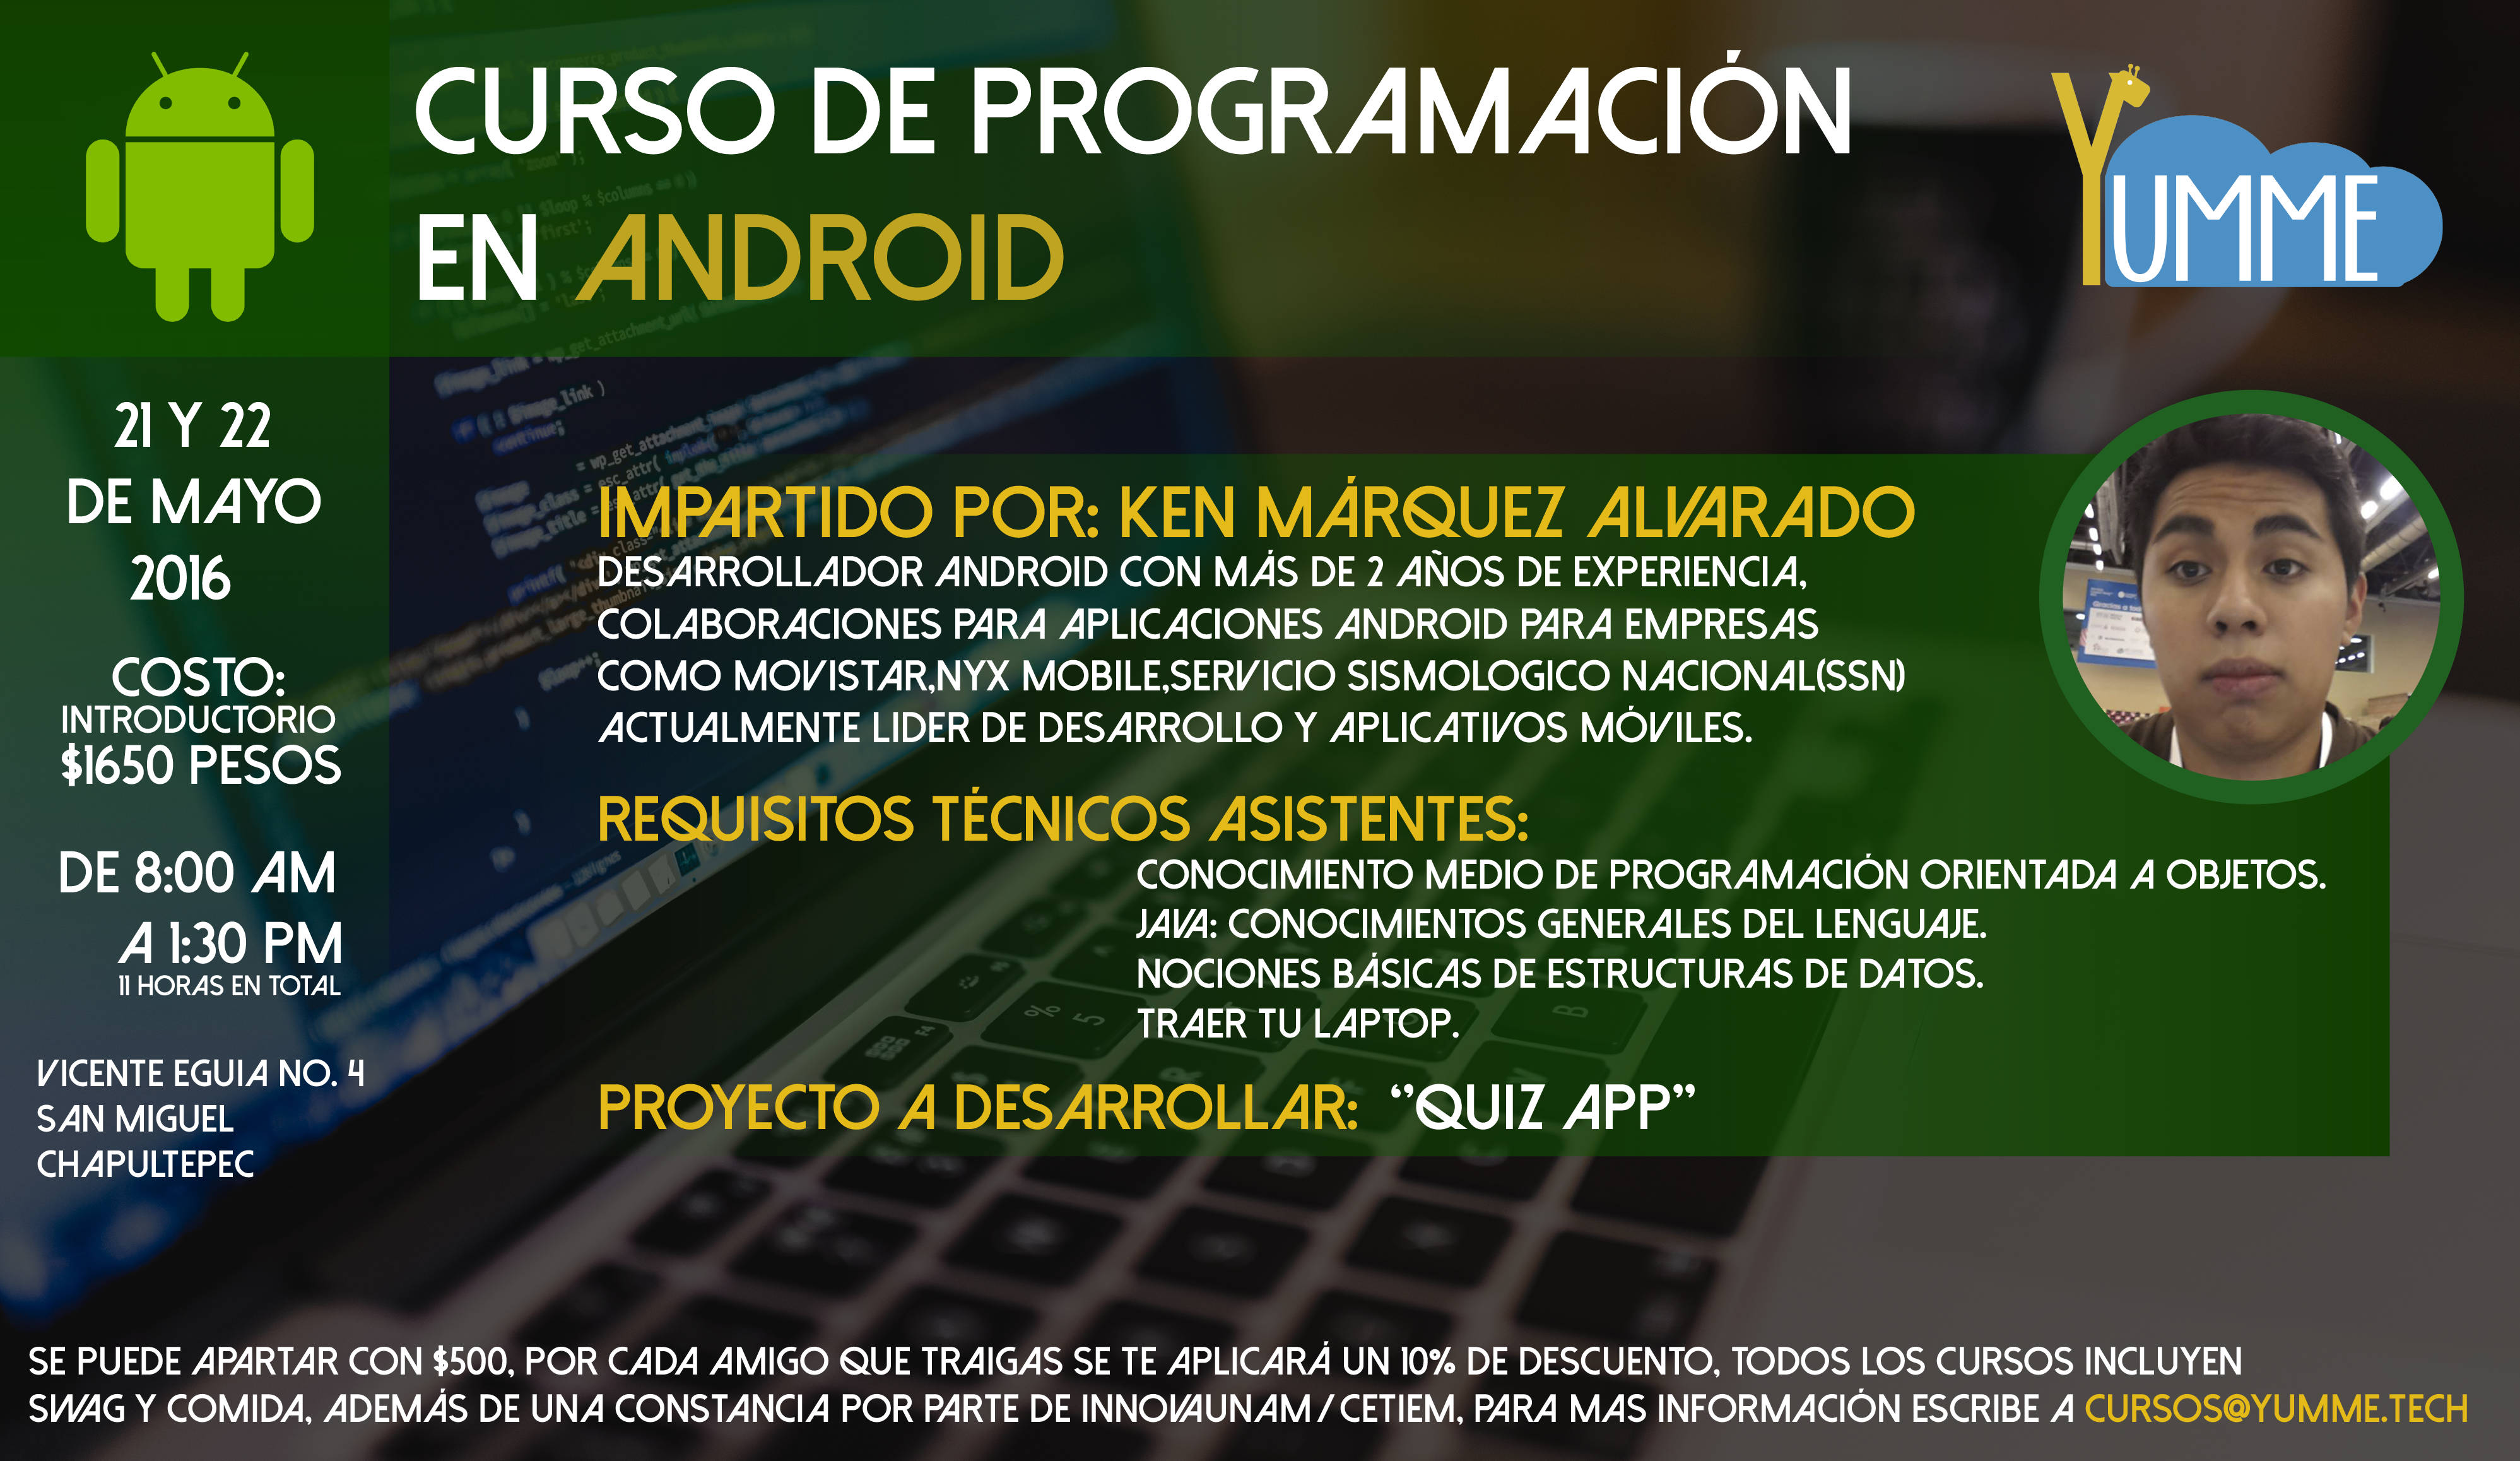 CURSO DE PROGRAMACIÓN
EN ANDROID
YUMME
21 Y 22
DE MAYO
2016
COSTO:
INTRODUCTORIO
$1650 PESOS
DE 8:00 AM
A 1:30 PM
11 HORAS EN TOTAL
VICENTE EGUIA NO. 4
SAN MIGUEL
CHAPULTEPEC
IMPARTIDO POR: KEN MÁRQUEZ ALVARADO
DESARROLLADOR ANDROID CON MÁS DE 2 AÑOS DE EXPERIENCIA,
COLABORACIONES PARA APLICACIONES ANDROID PARA EMPRESAS
COMO MOVISTAR,NYX MOBILE,SERVICIO SISMOLOGICO NACIONAL(SSN)
ACTUALMENTE LIDER DE DESARROLLO Y APLICATIVOS MÓVILES.
REQUISITOS TÉCNICOS ASISTENTES:
CONOCIMIENTO MEDIO DE PROGRAMACIÓN ORIENTADA A OBJETOS.
JAVA: CONOCIMIENTOS GENERALES DEL LENGUAJE.
NOCIONES BÁSICAS DE ESTRUCTURAS DE DATOS.
TRAER TU LAPTOP.
PROYECTO A DESARROLLAR: “QUIZ APP”
SE PUEDE APARTAR CON $500, POR CADA AMIGO QUE TRAIGAS SE TE APLICARÁ UN 10% DE DESCUENTO, TODOS LOS CURSOS INCLUYEN
SWAG Y COMIDA, ADEMÁS DE UNA CONSTANCIA POR PARTE DE INNOVAUNAM/CETIEM, PARA MAS INFORMACIÓN ESCRIBE A CURSOS@YUMME.TECH